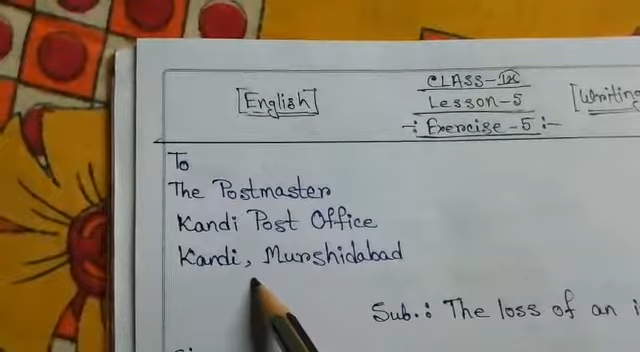 CLASS-IX
[English]
Lesson-5
[Writing
-: Exercise-5:-
To
The Postmaster
Kandi Post Office
Kandi, Murshidabad
Sub.: The loss of an